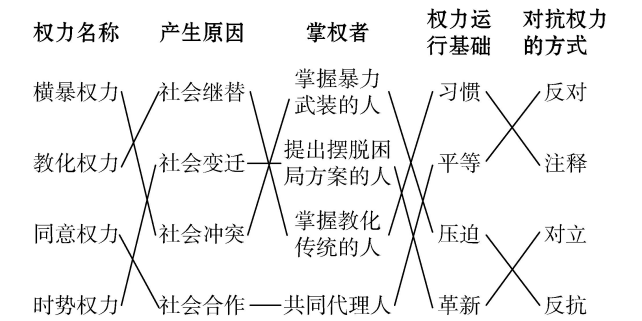 权力名称 产生原因 掌权者 权力运行基础 对抗权力的方式
横暴权力 社会继替 掌握暴力武装的人 习惯 反对
教化权力 社会变迁 提出摆脱困局方案的人 平等 注释
同意权力 社会冲突 掌握教化传统的人 压迫 对立
时势权力 社会合作 共同代理人 革新 反抗